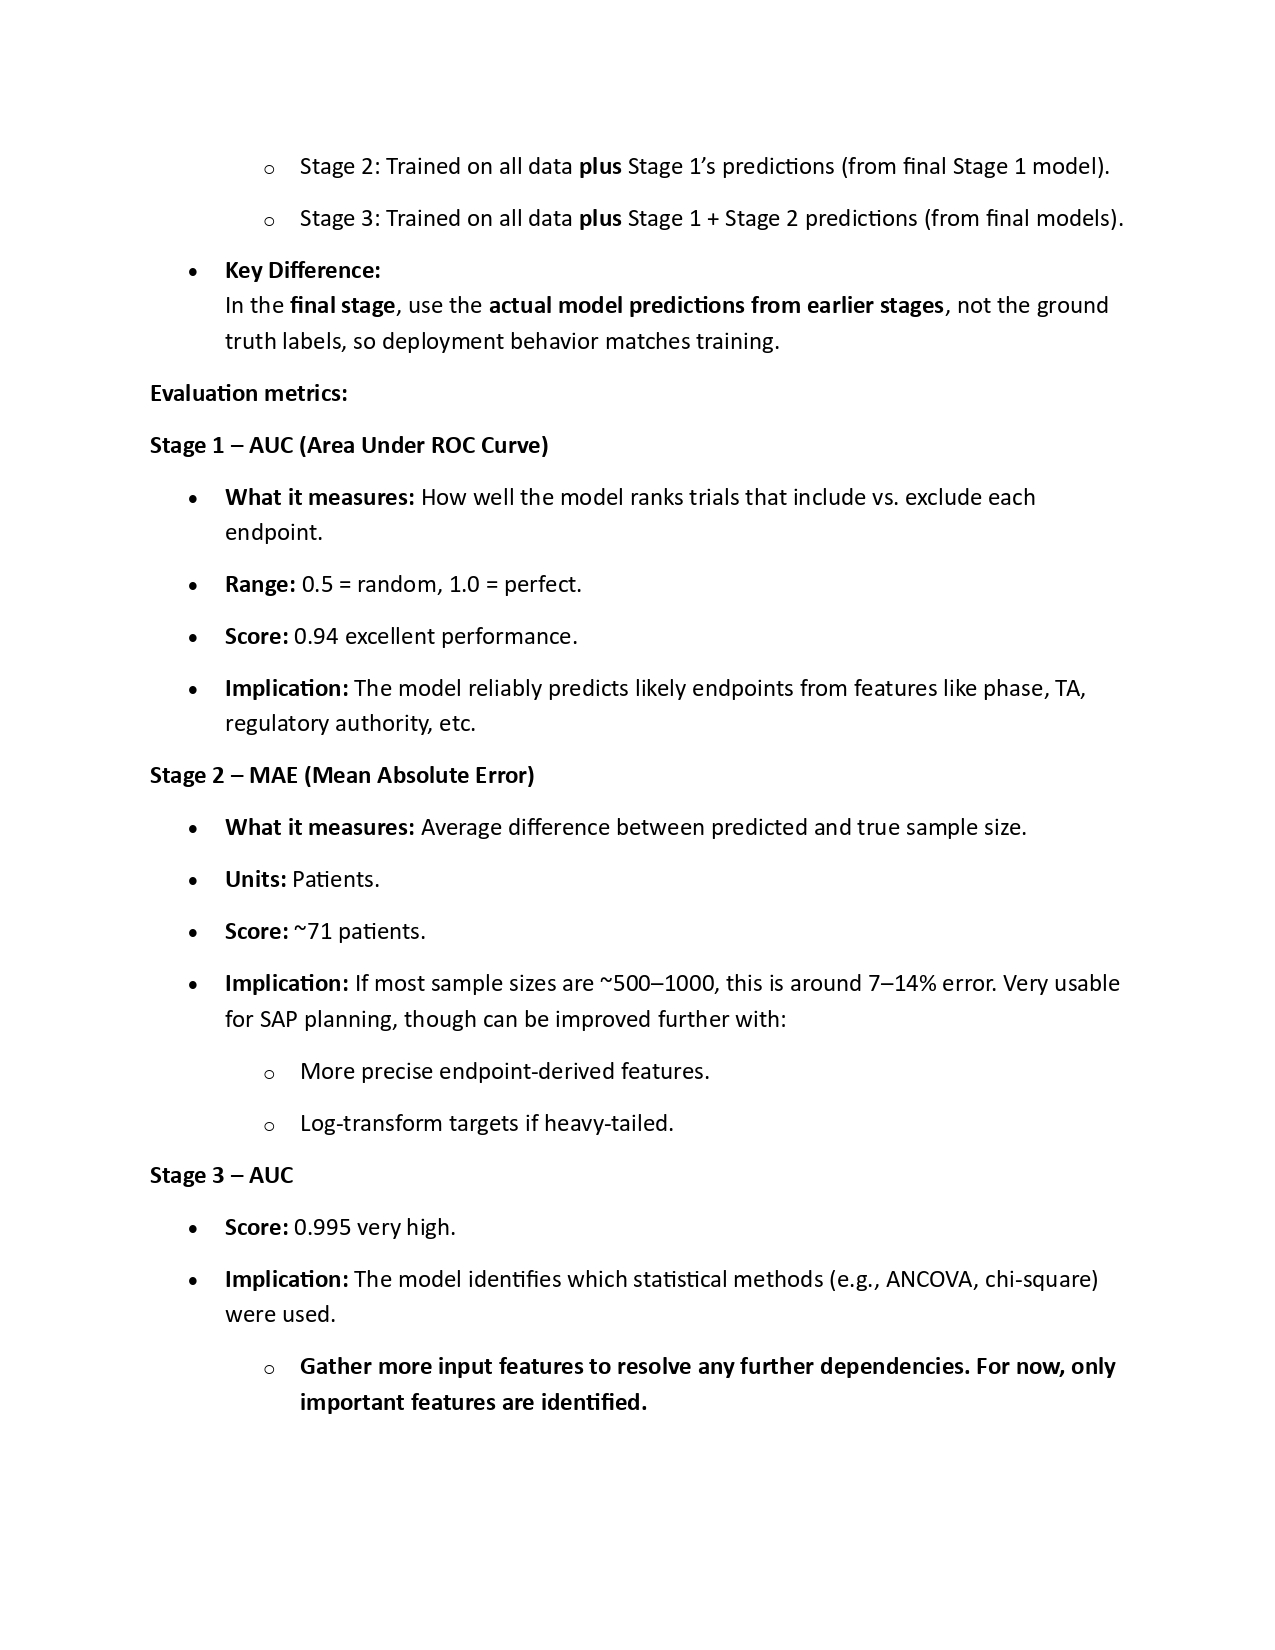 ○ Stage 2: Trained on all data plus Stage 1’s predictions (from final Stage 1 model).
○ Stage 3: Trained on all data plus Stage 1 + Stage 2 predictions (from final models).
• Key Difference:
In the final stage, use the actual model predictions from earlier stages, not the ground
truth labels, so deployment behavior matches training.
Evaluation metrics:
Stage 1 – AUC (Area Under ROC Curve)
• What it measures: How well the model ranks trials that include vs. exclude each
endpoint.
• Range: 0.5 = random, 1.0 = perfect.
• Score: 0.94 excellent performance.
• Implication: The model reliably predicts likely endpoints from features like phase, TA,
regulatory authority, etc.
Stage 2 – MAE (Mean Absolute Error)
• What it measures: Average difference between predicted and true sample size.
• Units: Patients.
• Score: ~71 patients.
• Implication: If most sample sizes are ~500–1000, this is around 7–14% error. Very usable
for SAP planning, though can be improved further with:
○ More precise endpoint-derived features.
○ Log-transform targets if heavy-tailed.
Stage 3 – AUC
• Score: 0.995 very high.
• Implication: The model identifies which statistical methods (e.g., ANCOVA, chi-square)
were used.
○ Gather more input features to resolve any further dependencies. For now, only
important features are identified.